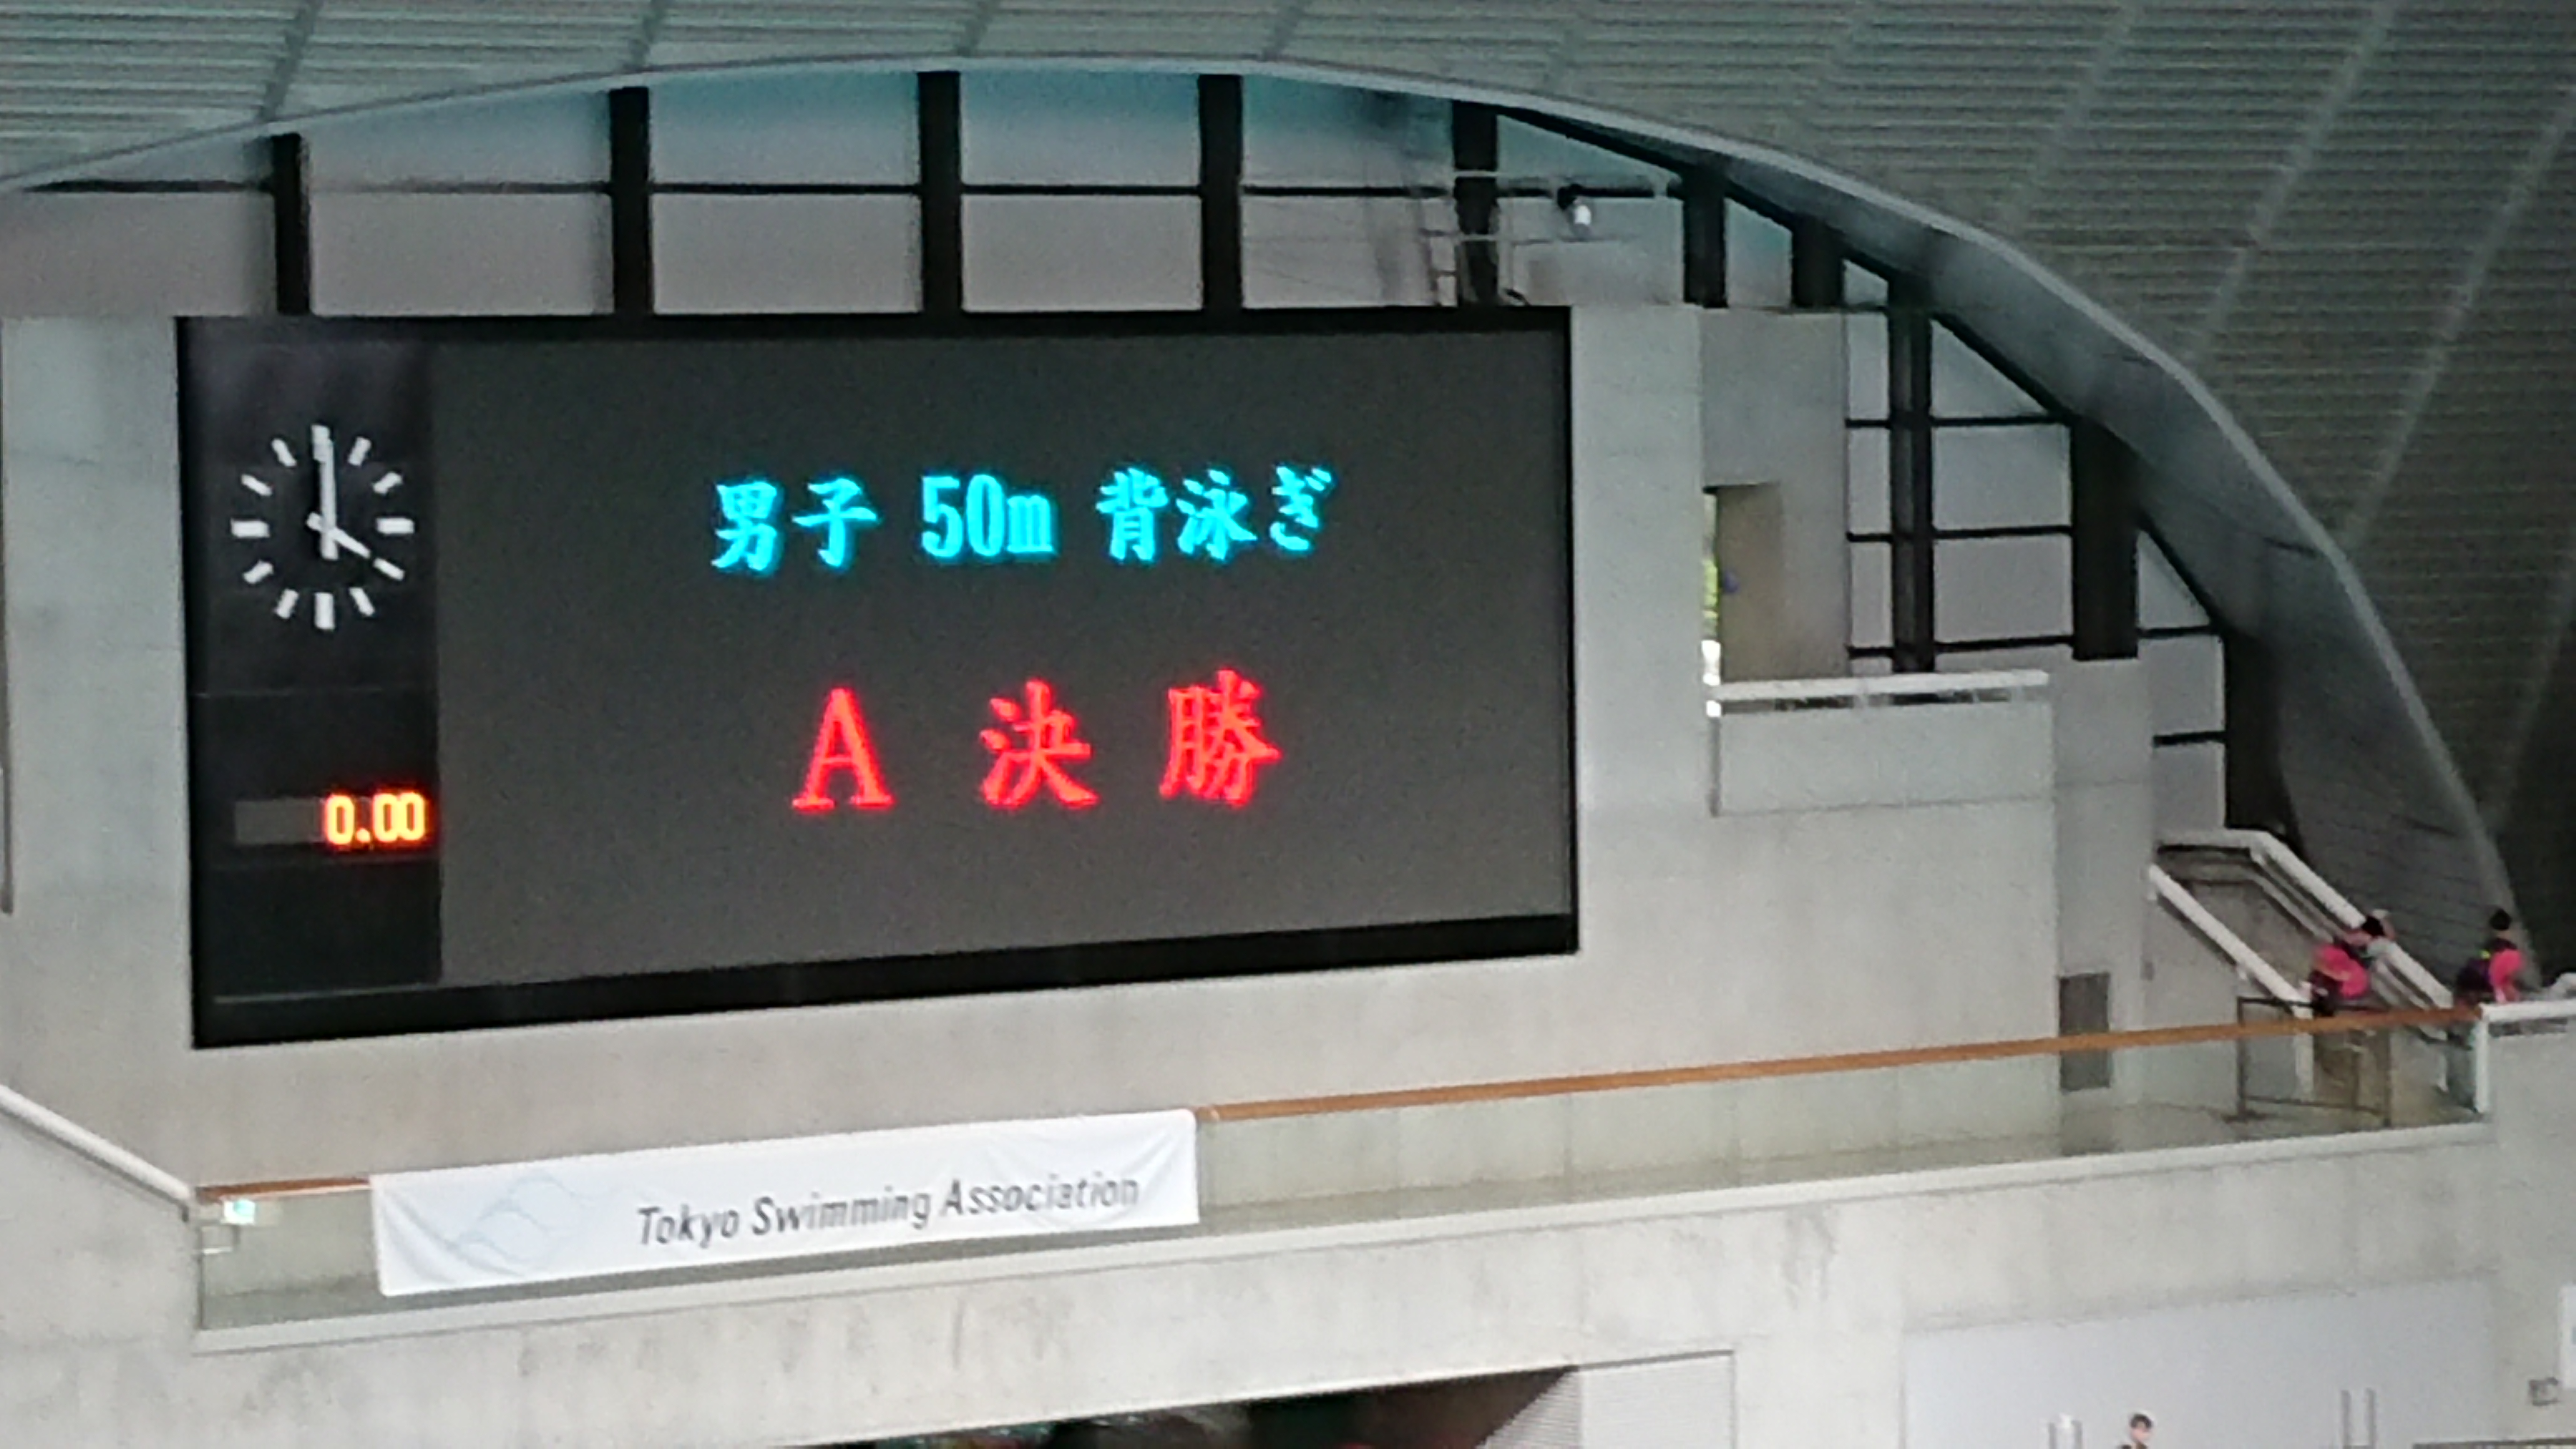 男子 50m 背泳ぎ
A 決 勝
0.00
Tokyo Swimming Association